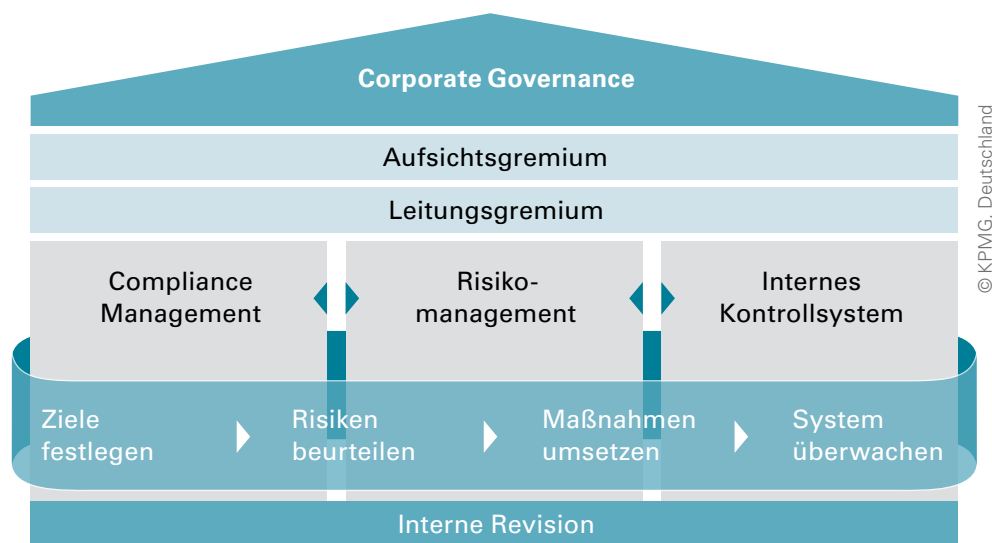 Corporate Governance
Aufsichtsgremium
Leitungsgremium
Compliance
Management
Risiko-
management
Internes
Kontrollsystem
Ziele
festlegen
Risiken
beurteilen
Maßnahmen
umsetzen
System
überwachen
Interne Revision
© KPMG, Deutschland